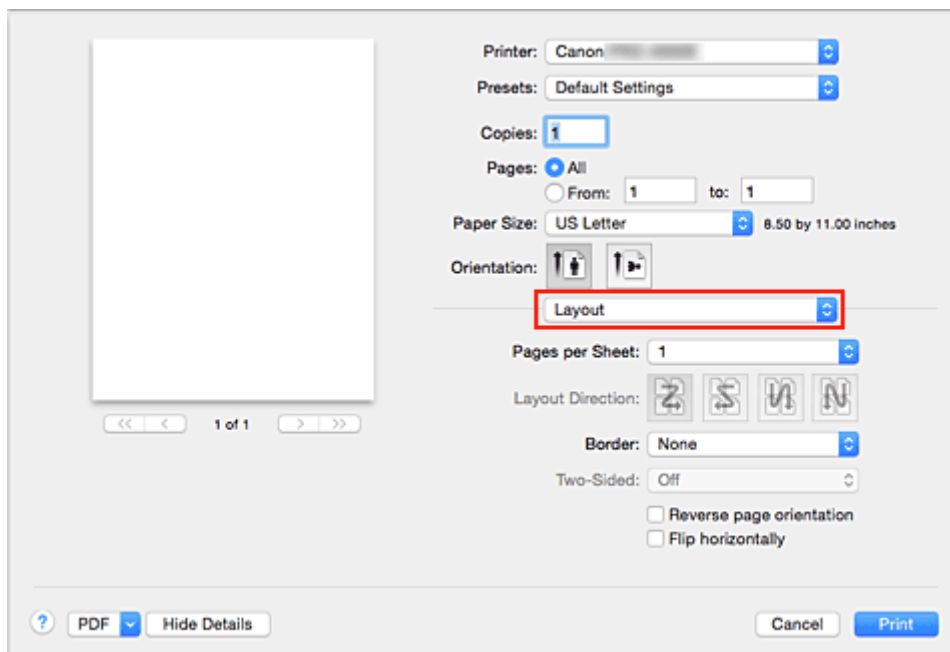 Printer: Canon
Presets: Default Settings
Copies: 1
Pages: All
From: 1 to: 1
Paper Size: US Letter 8.50 by 11.00 inches
Orientation:
Layout
Pages per Sheet: 1
Layout Direction:
1 of 1
Border: None
Two-Sided: Off
Reverse page orientation
Flip horizontally
? PDF Hide Details Cancel Print